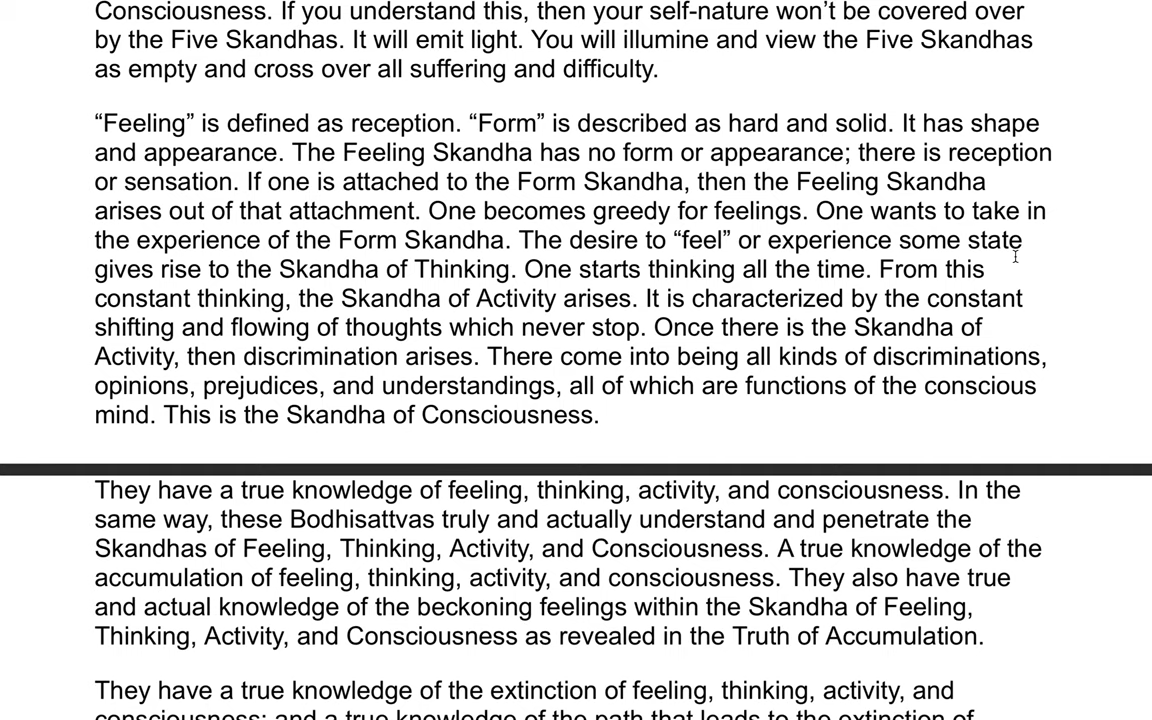 Consciousness. If you understand this, then your self-nature won’t be covered over
by the Five Skandhas. It will emit light. You will illumine and view the Five Skandhas
as empty and cross over all suffering and difficulty.
“Feeling” is defined as reception. “Form” is described as hard and solid. It has shape
and appearance. The Feeling Skandha has no form or appearance; there is reception
or sensation. If one is attached to the Form Skandha, then the Feeling Skandha
arises out of that attachment. One becomes greedy for feelings. One wants to take in
the experience of the Form Skandha. The desire to “feel” or experience some state
gives rise to the Skandha of Thinking. One starts thinking all the time. From this
constant thinking, the Skandha of Activity arises. It is characterized by the constant
shifting and flowing of thoughts which never stop. Once there is the Skandha of
Activity, then discrimination arises. There come into being all kinds of discriminations,
opinions, prejudices, and understandings, all of which are functions of the conscious
mind. This is the Skandha of Consciousness.
They have a true knowledge of feeling, thinking, activity, and consciousness. In the
same way, these Bodhisattvas truly and actually understand and penetrate the
Skandhas of Feeling, Thinking, Activity, and Consciousness. A true knowledge of the
accumulation of feeling, thinking, activity, and consciousness. They also have true
and actual knowledge of the beckoning feelings within the Skandha of Feeling,
Thinking, Activity, and Consciousness as revealed in the Truth of Accumulation.
They have a true knowledge of the extinction of feeling, thinking, activity, and
consciousness; and a true knowledge of the path that leads to the extinction of